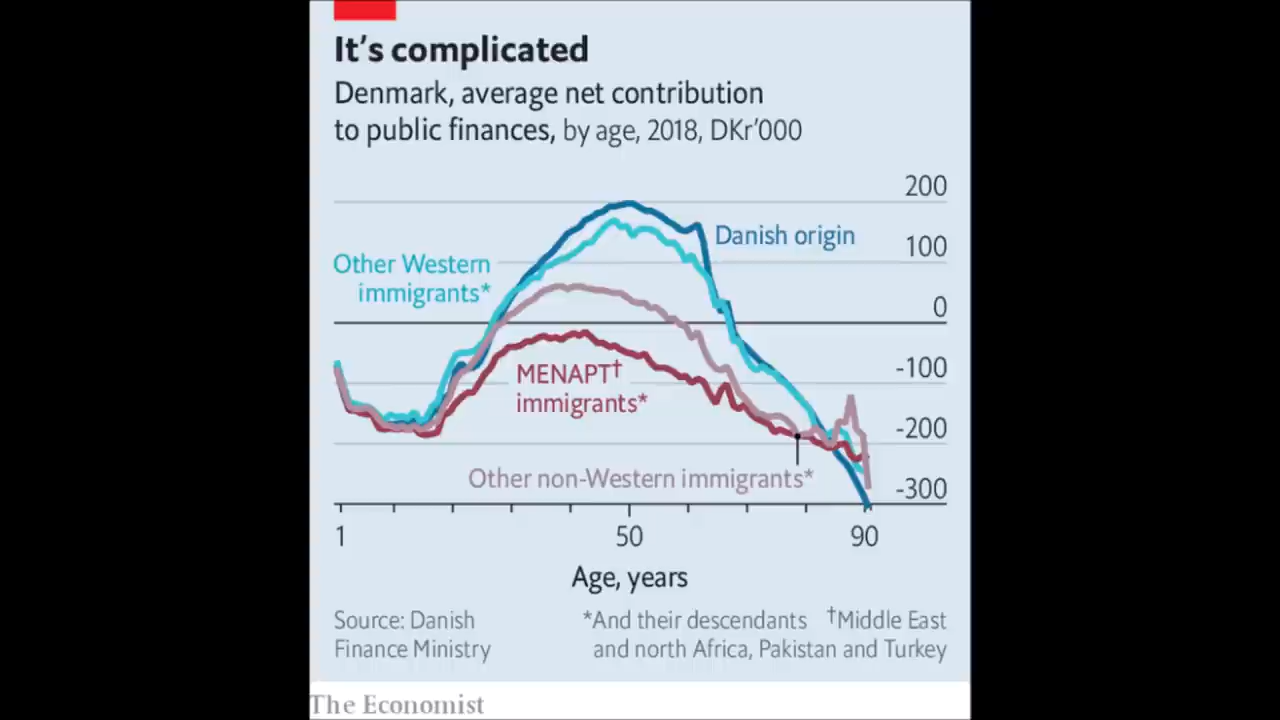 It's complicated
Denmark, average net contribution
to public finances, by age, 2018, DKr'000
200
Danish origin
100
Other Western
immigrants*
0
MENAPT†
immigrants*
-100
-200
Other non-Western immigrants*
-300
1
50
90
Age, years
Source: Danish
Finance Ministry
*And their descendants †Middle East
and north Africa, Pakistan and Turkey
The Economist